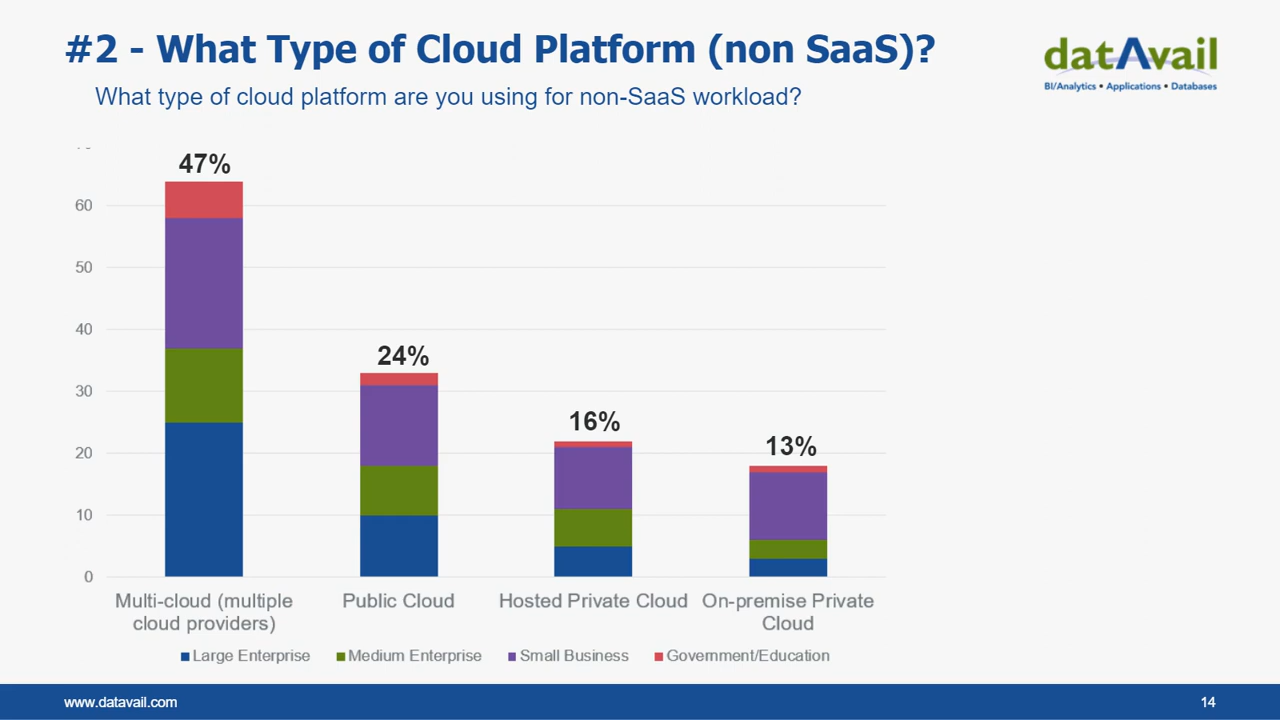 #2 - What Type of Cloud Platform (non SaaS)?
What type of cloud platform are you using for non-SaaS workload?
datAvail
BI/Analytics • Applications • Databases
47%
60
50
40
24%
30
16%
13%
20
10
0
Multi-cloud (multiple cloud providers)
Public Cloud
Hosted Private Cloud
On-premise Private Cloud
Large Enterprise
Medium Enterprise
Small Business
Government/Education
www.datavail.com
14